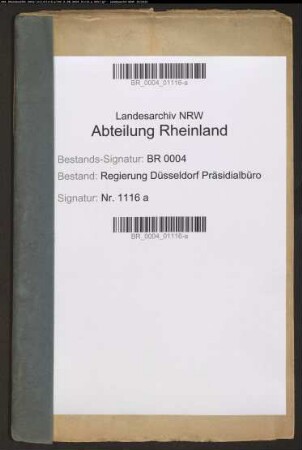 BR_0004_01116-a
Landesarchiv NRW
Abteilung Rheinland
Bestands-Signatur: BR 0004
Bestand: Regierung Düsseldorf Präsidialbüro
Signatur: Nr. 1116 a
BR_0004_01116-a